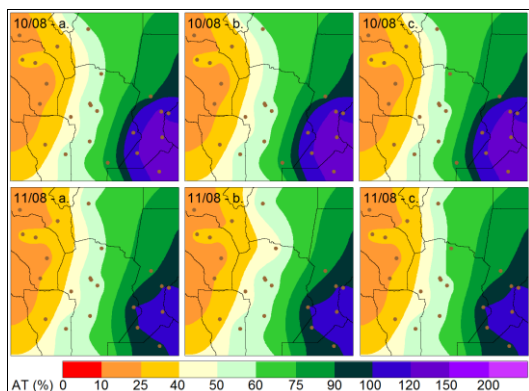 10/08 - a. 10/08 - b. 10/08 - c.
11/08 - a. 11/08 - b. 11/08 - c.
AT (%) 0 10 25 40 50 60 75 90 100 120 150 200